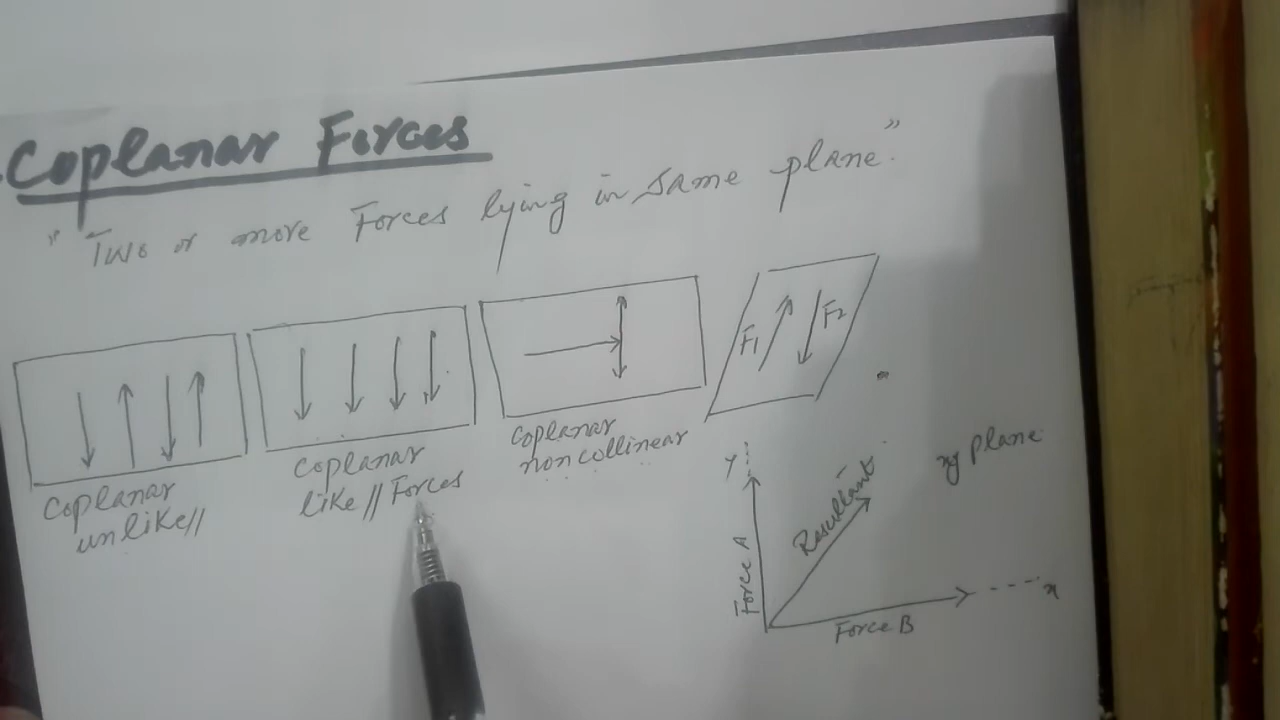 Coplanar Forces
" Two or more Forces lying in same plane."
F1
F2
Coplanar
unlike //
Coplanar
like // Forces
Coplanar
noncollinear
Y
xy plane
Resultant
Force A
Force B
x